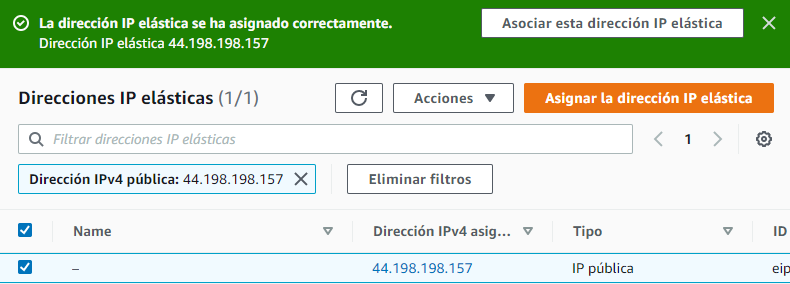 La dirección IP elástica se ha asignado correctamente.
Dirección IP elástica 44.198.198.157
Asociar esta dirección IP elástica
Direcciones IP elásticas (1/1)
Acciones
Asignar la dirección IP elástica
Filtrar direcciones IP elásticas
1
Dirección IPv4 pública: 44.198.198.157
Eliminar filtros
Name
Dirección IPv4 asig...
Tipo
ID
–
44.198.198.157
IP pública
eip